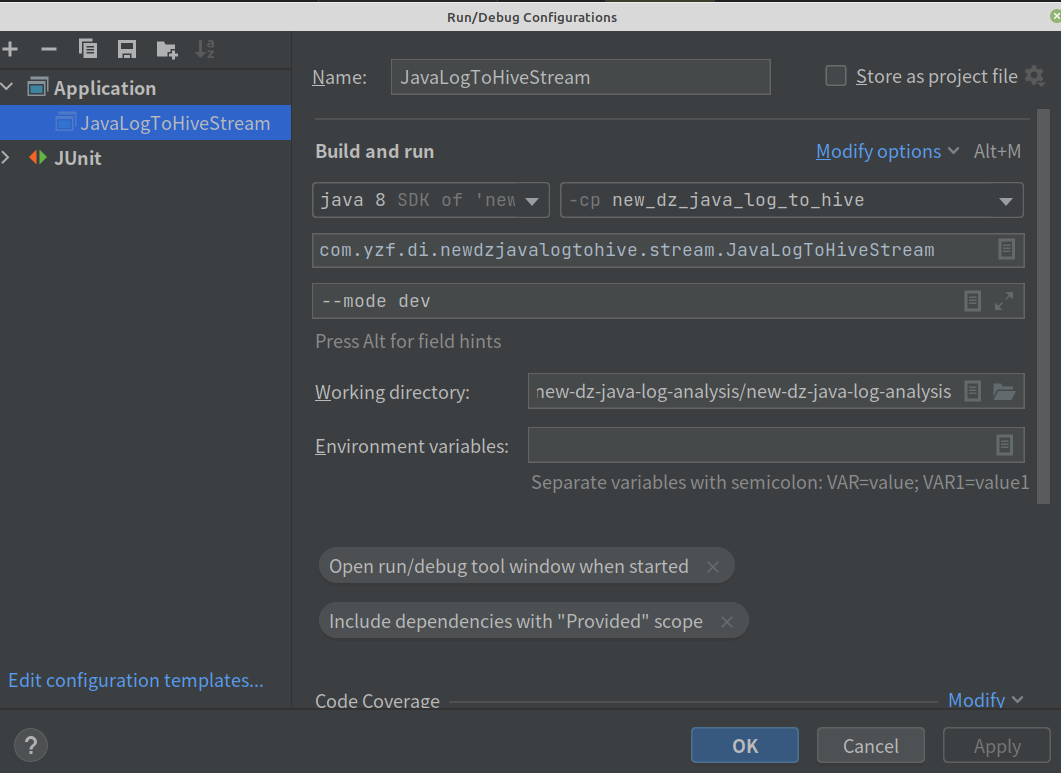 Run/Debug Configurations
Name: JavaLogToHiveStream Store as project file
Application
JavaLogToHiveStream
JUnit
Build and run Modify options Alt+M
java 8 SDK of 'new -cp new_dz_java_log_to_hive
com.yzf.di.newdzjavalogtohive.stream.JavaLogToHiveStream
--mode dev
Press Alt for field hints
Working directory: new-dz-java-log-analysis/new-dz-java-log-analysis
Environment variables:
Separate variables with semicolon: VAR=value; VAR1=value1
Open run/debug tool window when started
Include dependencies with "Provided" scope
Edit configuration templates...
Code Coverage Modify
? OK Cancel Apply